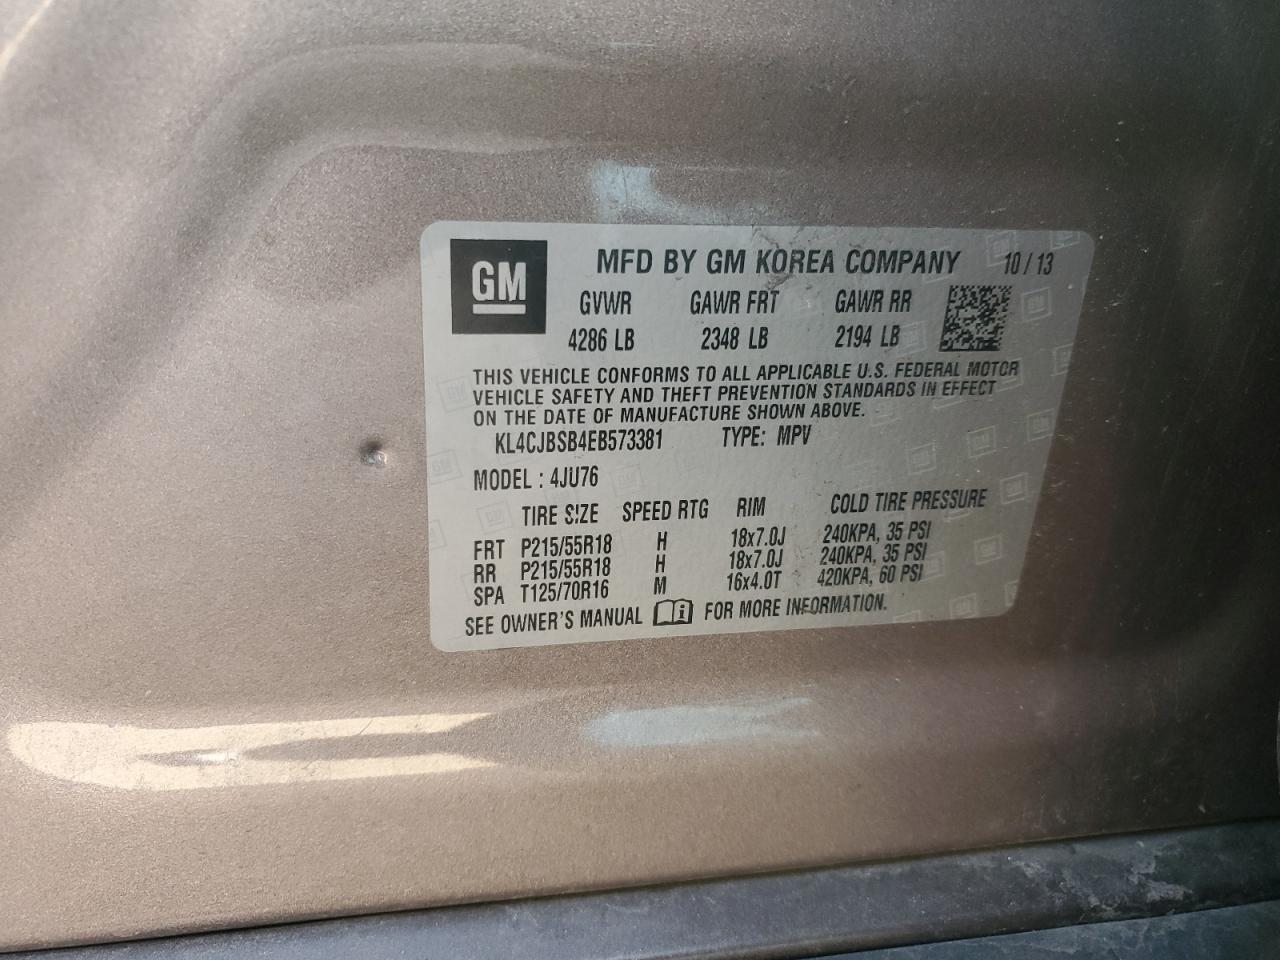 GM MFD BY GM KOREA COMPANY 10 / 13
GVWR GAWR FRT GAWR RR
4286 LB 2348 LB 2194 LB
THIS VEHICLE CONFORMS TO ALL APPLICABLE U.S. FEDERAL MOTOR
VEHICLE SAFETY AND THEFT PREVENTION STANDARDS IN EFFECT
ON THE DATE OF MANUFACTURE SHOWN ABOVE.
KL4CJBSB4EB573381 TYPE: MPV
MODEL : 4JU76
TIRE SIZE SPEED RTG RIM COLD TIRE PRESSURE
FRT P215/55R18 H 18x7.0J 240KPA, 35 PSI
RR P215/55R18 H 18x7.0J 240KPA, 35 PSI
SPA T125/70R16 M 16x4.0T 420KPA, 60 PSI
SEE OWNER'S MANUAL i FOR MORE INFORMATION.